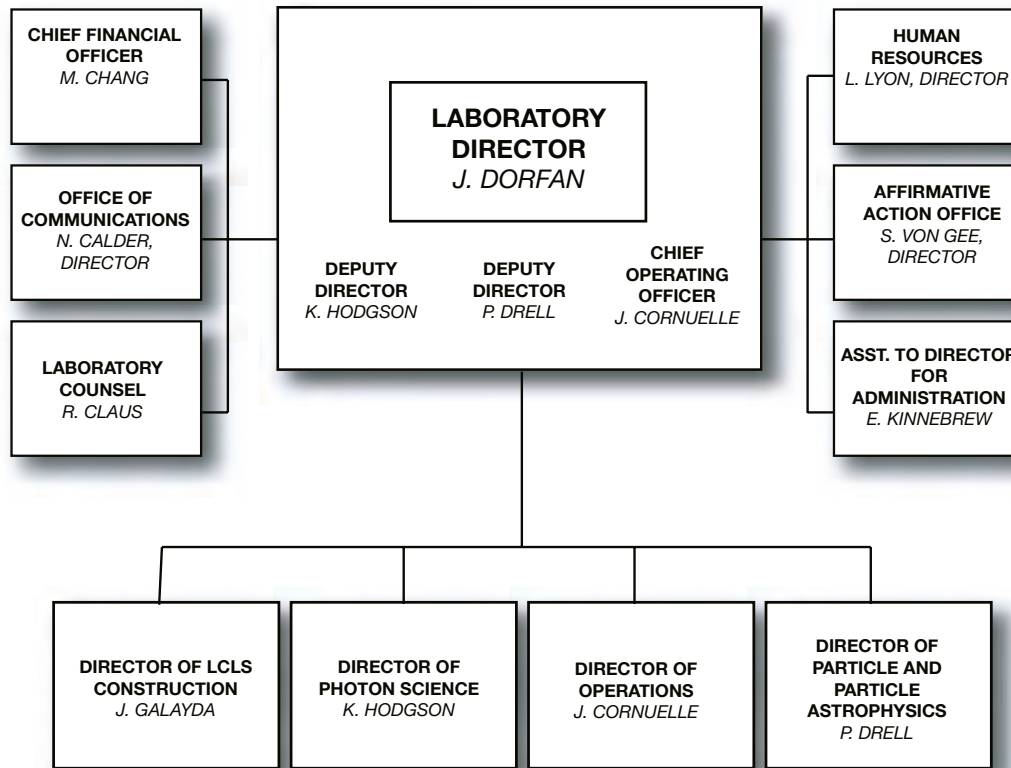 CHIEF FINANCIAL
OFFICER
M. CHANG
OFFICE OF
COMMUNICATIONS
N. CALDER,
DIRECTOR
LABORATORY
COUNSEL
R. CLAUS
LABORATORY
DIRECTOR
J. DORFAN
DEPUTY
DIRECTOR
K. HODGSON
DEPUTY
DIRECTOR
P. DRELL
CHIEF
OPERATING
OFFICER
J. CORNUELLE
HUMAN
RESOURCES
L. LYON, DIRECTOR
AFFIRMATIVE
ACTION OFFICE
S. VON GEE,
DIRECTOR
ASST. TO DIRECTOR
FOR
ADMINISTRATION
E. KINNEBREW
DIRECTOR OF LCLS
CONSTRUCTION
J. GALAYDA
DIRECTOR OF
PHOTON SCIENCE
K. HODGSON
DIRECTOR OF
OPERATIONS
J. CORNUELLE
DIRECTOR OF
PARTICLE AND
PARTICLE
ASTROPHYSICS
P. DRELL